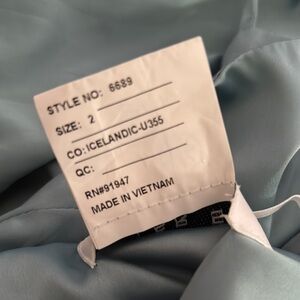 STYLE NO: 6689
SIZE: 2
CO: ICELANDIC-U355
QC:
RN#91947
MADE IN VIETNAM